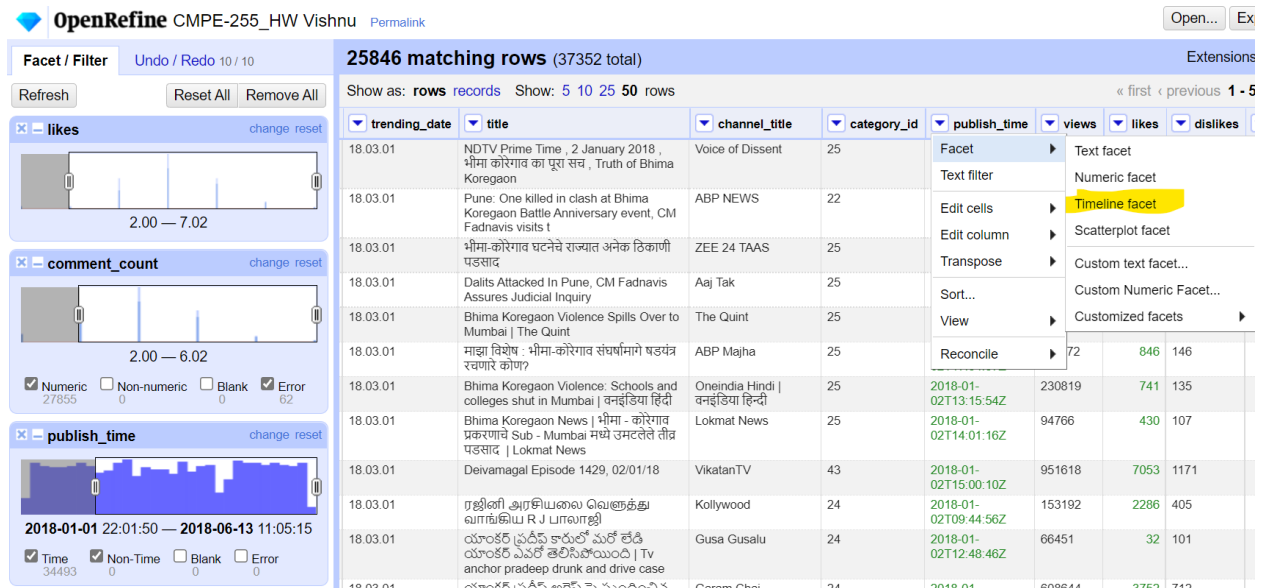 OpenRefine CMPE-255_HW Vishnu Permalink
Open...
Facet / Filter Undo / Redo 10 / 10
Refresh Reset All Remove All
likes change reset
2.00 — 7.02
comment_count change reset
2.00 — 6.02
Numeric Non-numeric Blank Error
27855 0 0 62
publish_time change reset
2018-01-01 22:01:50 — 2018-06-13 11:05:15
Time Non-Time Blank Error
34493 0 0 0
25846 matching rows (37352 total)
Extensions
Show as: rows records Show: 5 10 25 50 rows
« first ‹ previous 1 - 5
trending_date title channel_title category_id publish_time views likes dislikes
18.03.01 NDTV Prime Time , 2 January 2018 , Voice of Dissent 25
भीमा कोरेगाव का पूरा सच , Truth of Bhima
Koregaon
18.03.01 Pune: One killed in clash at Bhima ABP NEWS 22
Koregaon Battle Anniversary event, CM
Fadnavis visits t
18.03.01 भीमा-कोरेगाव घटनेचे राज्यात अनेक ठिकाणी ZEE 24 TAAS 25
पडसाद
18.03.01 Dalits Attacked In Pune, CM Fadnavis Aaj Tak 25
Assures Judicial Inquiry
18.03.01 Bhima Koregaon Violence Spills Over to The Quint 25
Mumbai | The Quint
18.03.01 माझा विशेष : भीमा-कोरेगाव संघर्षामागे षडयंत्र ABP Majha 25 72 846 146
रचणारे कोण?
18.03.01 Bhima Koregaon Violence: Schools and Oneindia Hindi | 25 2018-01- 230819 741 135
colleges shut in Mumbai | वनइंडिया हिंदी वनइंडिया हिन्दी 02T13:15:54Z
18.03.01 Bhima Koregaon News | भीमा - कोरेगाव Lokmat News 25 2018-01- 94766 430 107
प्रकरणाचे Sub - Mumbai मध्ये उमटलेले तीव्र 02T14:01:16Z
पडसाद | Lokmat News
18.03.01 Deivamagal Episode 1429, 02/01/18 VikatanTV 43 2018-01- 951618 7053 1171
02T15:00:10Z
18.03.01 ரஜினி அரசியலை வெளுத்து Kollywood 24 2018-01- 153192 2286 405
வாங்கிய R J பாலாஜி 02T09:44:56Z
18.03.01 యాంకర్ ప్రదీప్ కారులో మరో లేడి Gusa Gusalu 24 2018-01- 66451 32 101
యాంకర్ ఎవరో తెలిసిపోయింది | Tv 02T12:48:46Z
anchor pradeep drunk and drive case
Facet
Text filter
Edit cells
Edit column
Transpose
Sort...
View
Reconcile
Text facet
Numeric facet
Timeline facet
Scatterplot facet
Custom text facet...
Custom Numeric Facet...
Customized facets